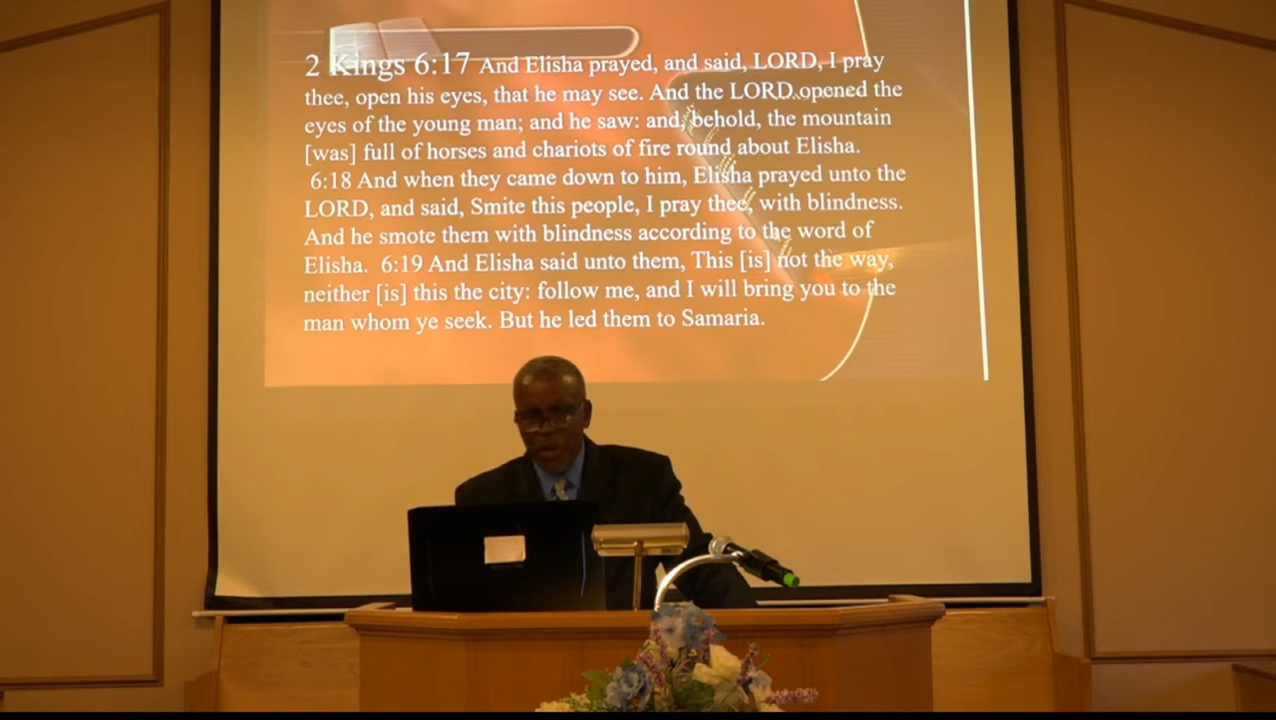 2 Kings 6:17 And Elisha prayed, and said, LORD, I pray
thee, open his eyes, that he may see. And the LORD opened the
eyes of the young man; and he saw: and, behold, the mountain
[was] full of horses and chariots of fire round about Elisha.
6:18 And when they came down to him, Elisha prayed unto the
LORD, and said, Smite this people, I pray thee, with blindness.
And he smote them with blindness according to the word of
Elisha. 6:19 And Elisha said unto them, This [is] not the way,
neither [is] this the city: follow me, and I will bring you to the
man whom ye seek. But he led them to Samaria.